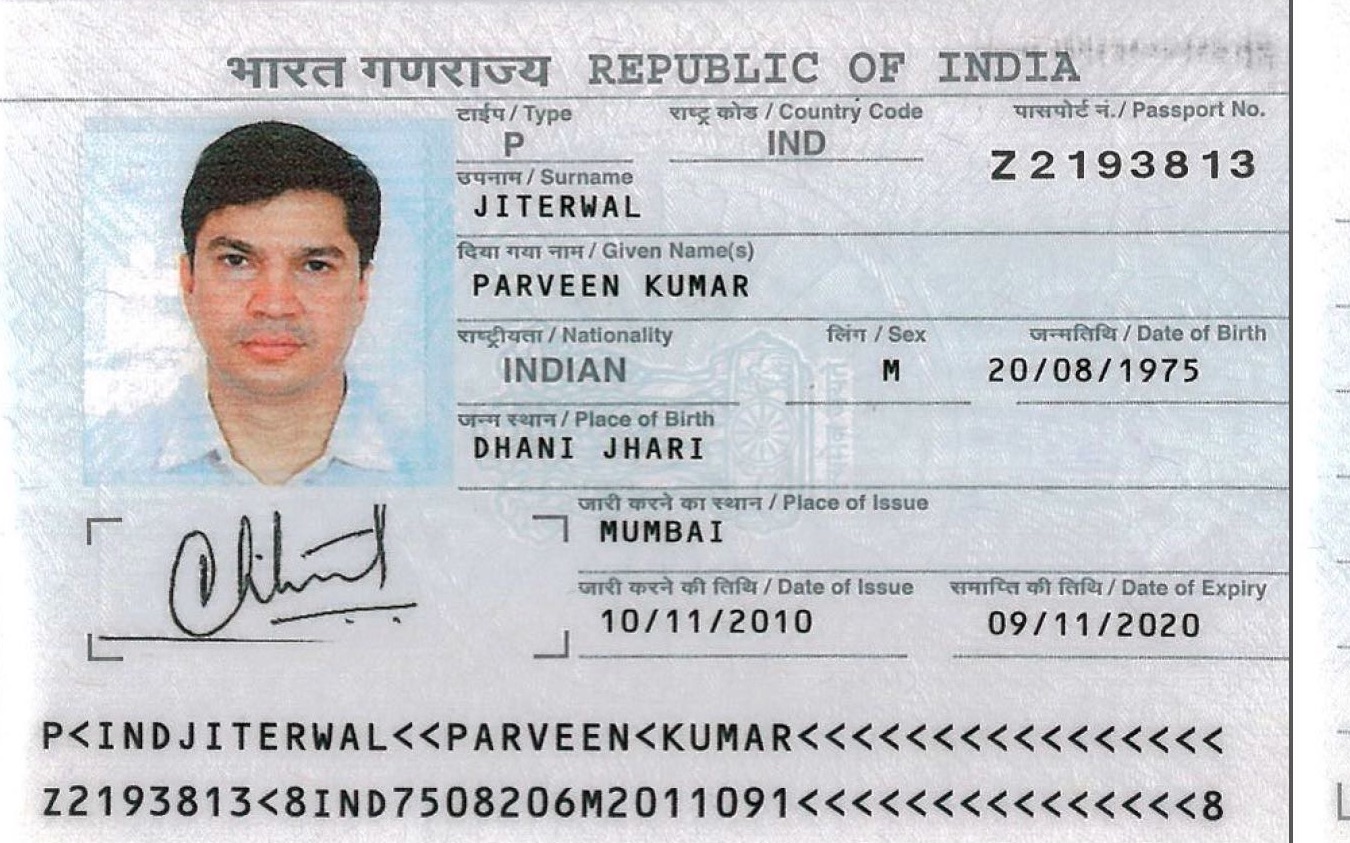 भारत गणराज्य REPUBLIC OF INDIA
टाईप / Type राष्ट्र कोड / Country Code पासपोर्ट नं./ Passport No.
P IND Z2193813
उपनाम / Surname
JITERWAL
दिया गया नाम / Given Name(s)
PARVEEN KUMAR
राष्ट्रीयता / Nationality लिंग / Sex जन्मतिथि / Date of Birth
INDIAN M 20/08/1975
जन्म स्थान / Place of Birth
DHANI JHARI
जारी करने का स्थान / Place of Issue
MUMBAI
जारी करने की तिथि / Date of Issue समाप्ति की तिथि / Date of Expiry
10/11/2010 09/11/2020
P<INDJITERWAL<<PARVEEN<KUMAR<<<<<<<<<<<<<<<<
Z2193813<8IND7508206M2011091<<<<<<<<<<<<<<<8